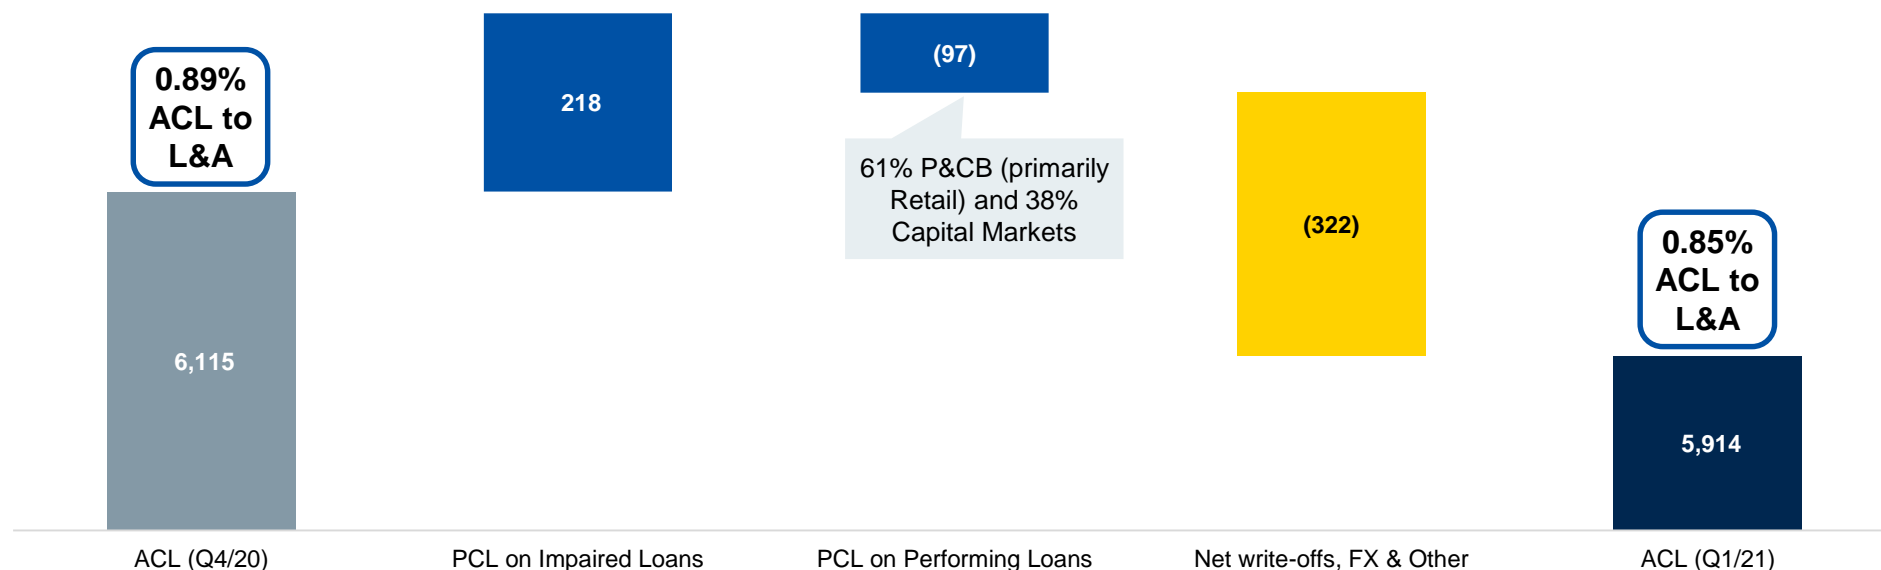 0.89%
ACL to
L&A
6,115
218
(97)
61% P&CB (primarily
Retail) and 38%
Capital Markets
(322)
0.85%
ACL to
L&A
5,914
ACL (Q4/20)
PCL on Impaired Loans
PCL on Performing Loans
Net write-offs, FX & Other
ACL (Q1/21)